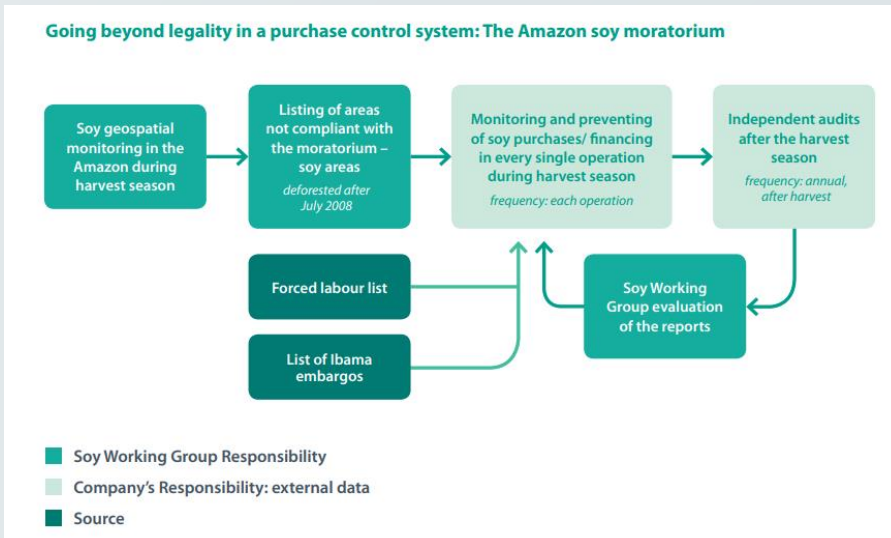 Going beyond legality in a purchase control system: The Amazon soy moratorium
Soy geospatial
monitoring in the
Amazon during
harvest season
Listing of areas
not compliant with
the moratorium –
soy areas
deforested after
July 2008
Monitoring and preventing
of soy purchases/ financing
in every single operation
during harvest season
frequency: each operation
Independent audits
after the harvest
season
frequency: annual,
after harvest
Forced labour list
List of Ibama
embargos
Soy Working
Group evaluation
of the reports
Soy Working Group Responsibility
Company's Responsibility: external data
Source